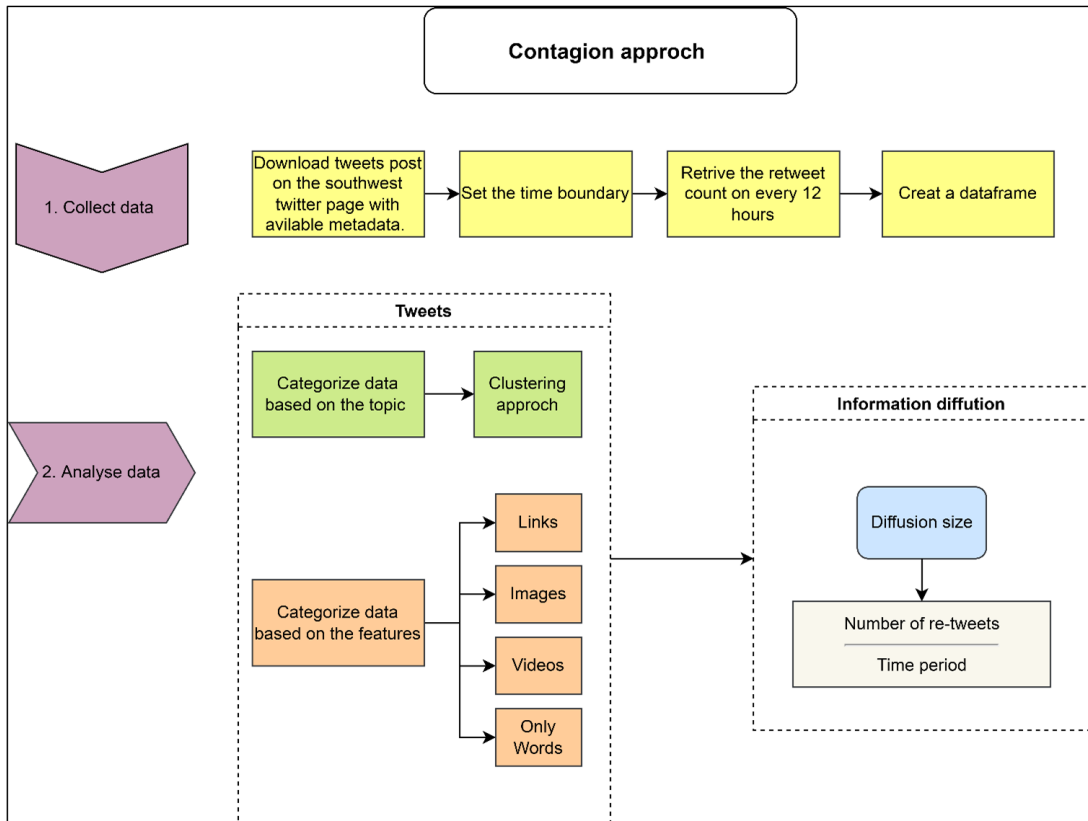 Contagion approch
1. Collect data
Download tweets post
on the southwest
twitter page with
avilable metadata.
Set the time boundary
Retrive the retweet
count on every 12
hours
Creat a dataframe
Tweets
Categorize data
based on the topic
Clustering
approch
2. Analyse data
Categorize data
based on the features
Links
Images
Videos
Only
Words
Information diffution
Diffusion size
Number of re-tweets
Time period